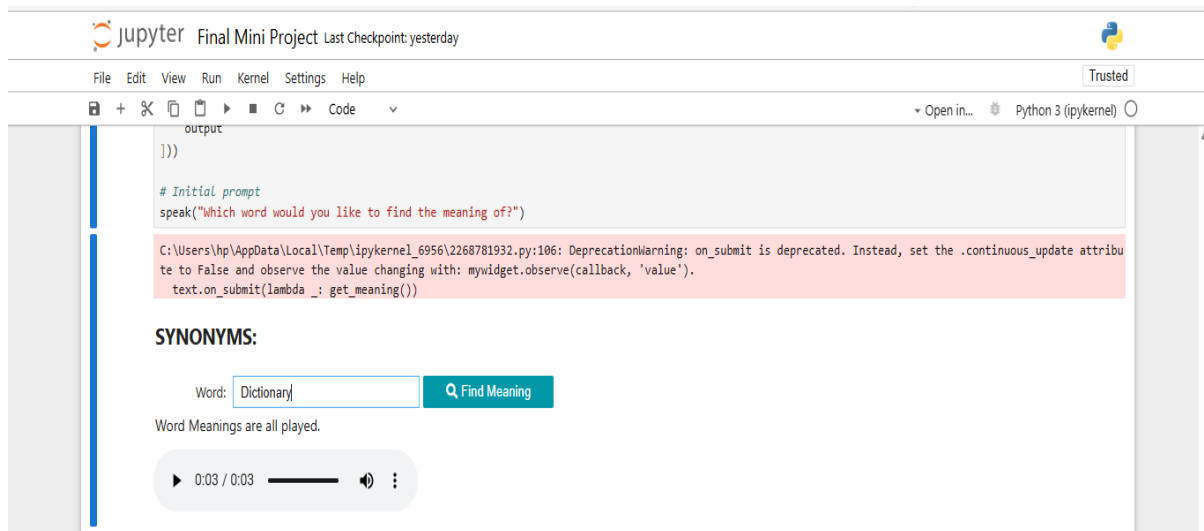 jupyter Final Mini Project Last Checkpoint: yesterday
File Edit View Run Kernel Settings Help Trusted
Code Open in... Python 3 (ipykernel)
output
]))
# Initial prompt
speak("Which word would you like to find the meaning of?")
C:\Users\hp\AppData\Local\Temp\ipykernel_6956\2268781932.py:106: DeprecationWarning: on_submit is deprecated. Instead, set the .continuous_update attribu
te to False and observe the value changing with: mywidget.observe(callback, 'value').
text.on_submit(lambda _: get_meaning())
SYNONYMS:
Word: Dictionary Find Meaning
Word Meanings are all played.
0:03 / 0:03